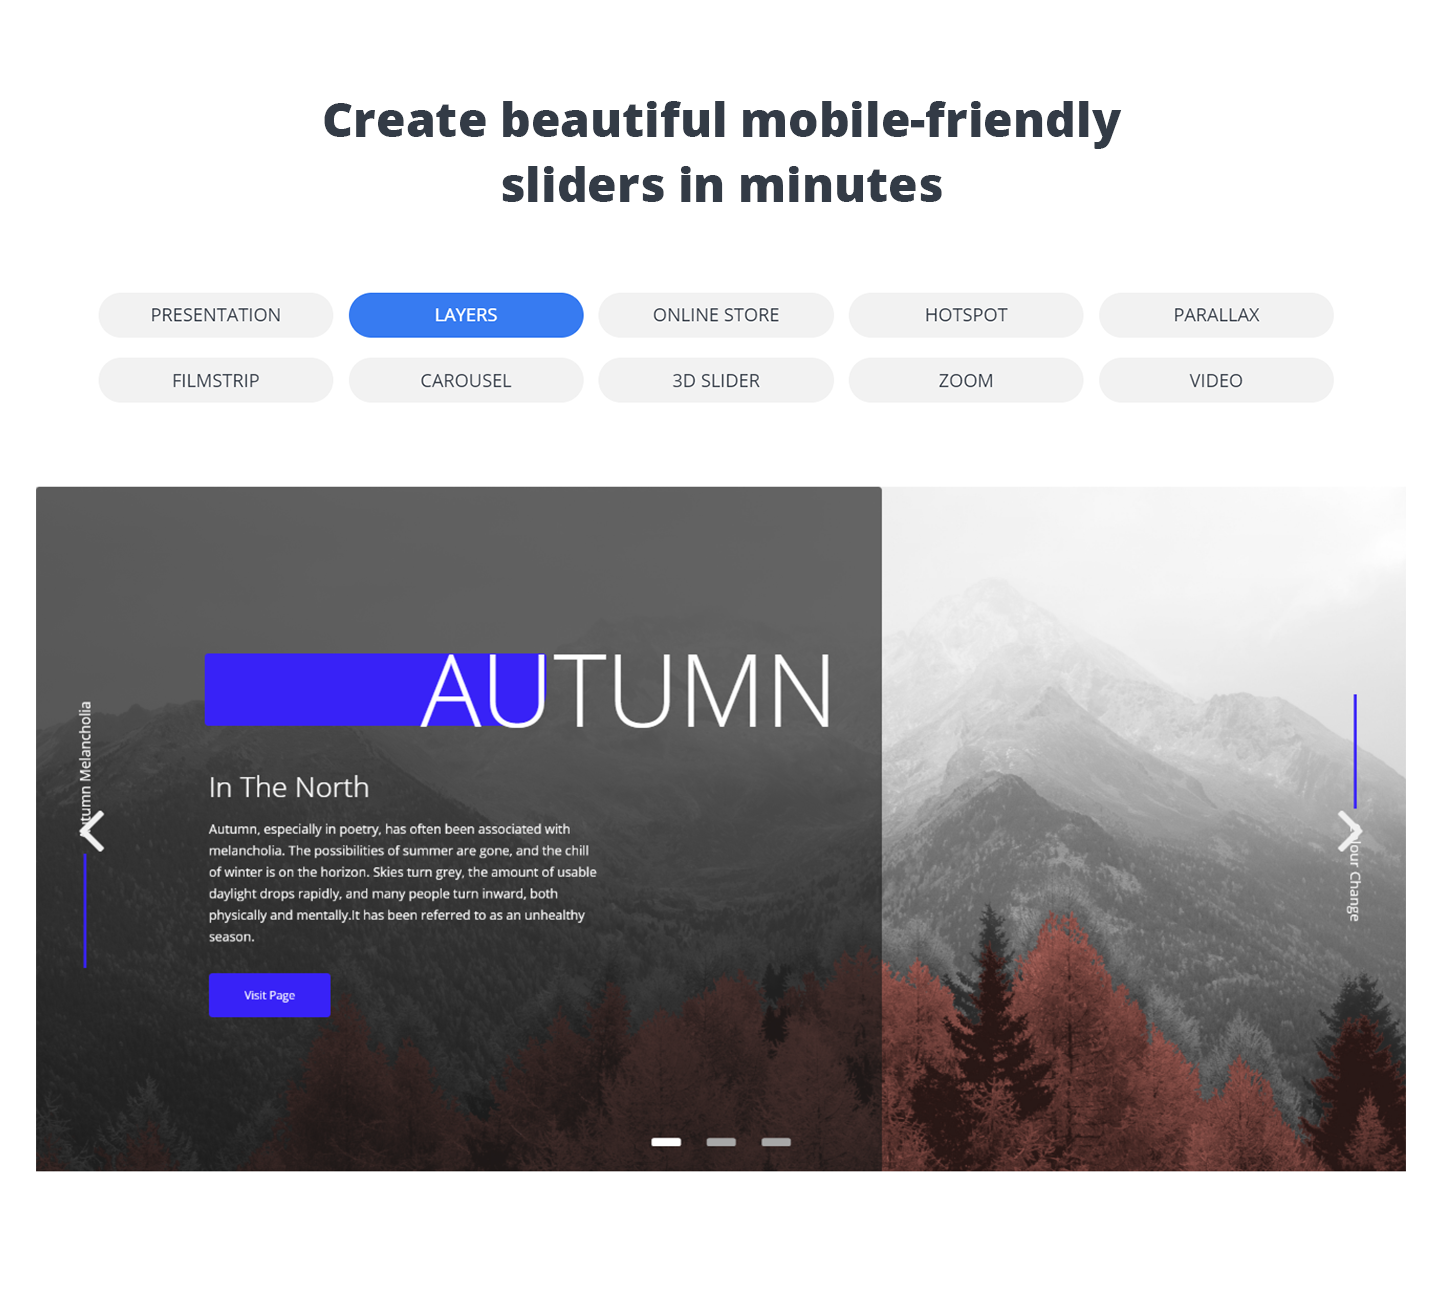 Create beautiful mobile-friendly
sliders in minutes
PRESENTATION
LAYERS
ONLINE STORE
HOTSPOT
PARALLAX
FILMSTRIP
CAROUSEL
3D SLIDER
ZOOM
VIDEO
AUTUMN
Melancholia
In The North
Autumn, especially in poetry, has often been associated with
melancholia. The possibilities of summer are gone, and the chill
of winter is on the horizon. Skies turn grey, the amount of usable
daylight drops rapidly, and many people turn inward, both
physically and mentally.It has been referred to as an unhealthy
season.
Visit Page
Change